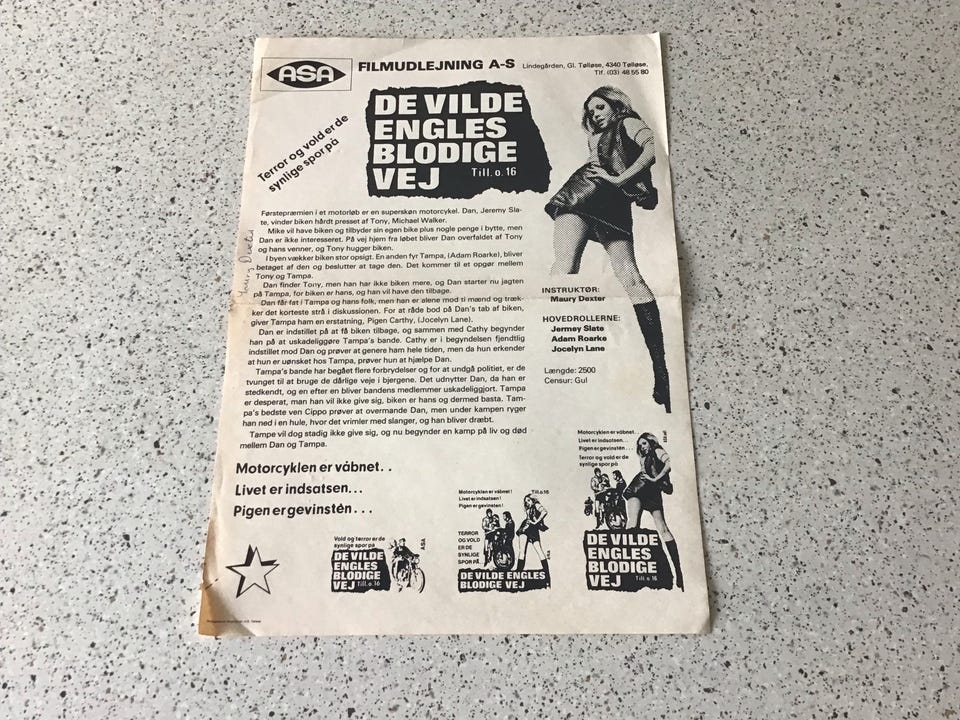 ASA
FILMUDLEJNING A-S
Lindegården, Gl. Tølløse, 4340 Tølløse,
Tlf. (03) 48 55 80
Terror og vold er de
synlige spor på
DE VILDE
ENGLES
BLODIGE
VEJ
Till. o. 16
Førstepræmien i et motorløb er en superskøn motorcykel. Dan, Jeremy Sla-
te, vinder biken hårdt presset af Tony, Michael Walker.
Mike vil have biken og tilbyder sin egen bike plus nogle penge i bytte, men
Dan er ikke interesseret. På vej hjem fra løbet bliver Dan overfaldet af Tony
og hans venner, og Tony hugger biken.
I byen vækker biken stor opsigt. En anden fyr Tampa, (Adam Roarke), bliver
betaget af den og beslutter at tage den. Det kommer til et opgør mellem
Tony og Tampa.
Dan finder Tony, men han har ikke biken mere, og Dan starter nu jagten
på Tampa, for biken er hans, og han vil have den tilbage.
Dan får fat i Tampa og hans folk, men han er alene mod ti mænd og træk-
ker det korteste strå i diskussionen. For at råde bod på Dan's tab af biken,
giver Tampa ham en erstatning, Pigen Carthy, (Jocelyn Lane).
Dan er indstillet på at få biken tilbage, og sammen med Cathy begynder
han på at uskadeliggøre Tampa's bande. Cathy er i begyndelsen fjendtlig
indstillet mod Dan og prøver at genere ham hele tiden, men da hun erkender
at hun er uønsket hos Tampa, prøver hun at hjælpe Dan.
Tampa's bande har begået flere forbrydelser og for at undgå politiet, er de
tvunget til at bruge de dårlige veje i bjergene. Det udnytter Dan, da han er
stedkendt, og en efter en bliver bandens medlemmer uskadeliggjort. Tampa
er desperat, man han vil ikke give sig, biken er hans og dermed basta. Tam-
pa's bedste ven Cippo prøver at overmande Dan, men under kampen ryger
han ned i en hule, hvor det vrimler med slanger, og han bliver dræbt.
Tampe vil dog stadig ikke give sig, og nu begynder en kamp på liv og død
mellem Dan og Tampa.
INSTRUKTØR:
Maury Dexter
HOVEDROLLERNE:
Jermey Slate
Adam Roarke
Jocelyn Lane
Længde: 2500
Censur: Gul
Motorcyklen er våbnet. .
Livet er indsatsen. . .
Pigen er gevinsten . . .
Vold og terror er de
synlige spor på
DE VILDE
ENGLES
BLODIGE
VEJ Till. o. 16
ASA
Motorcyklen er våbnet !
Livet er indsatsen !
Pigen er gevinsten !
Till.o.16
TERROR
OG VOLD
ER DE
SYNLIGE
SPOR PÅ
DE VILDE ENGLES
BLODIGE VEJ
Motorcyklen er våbnet..
Livet er indsatsen...
Pigen er gevinstén...
Terror og vold er de
synlige spor på
DE VILDE
ENGLES
BLODIGE
VEJ Till. o. 16